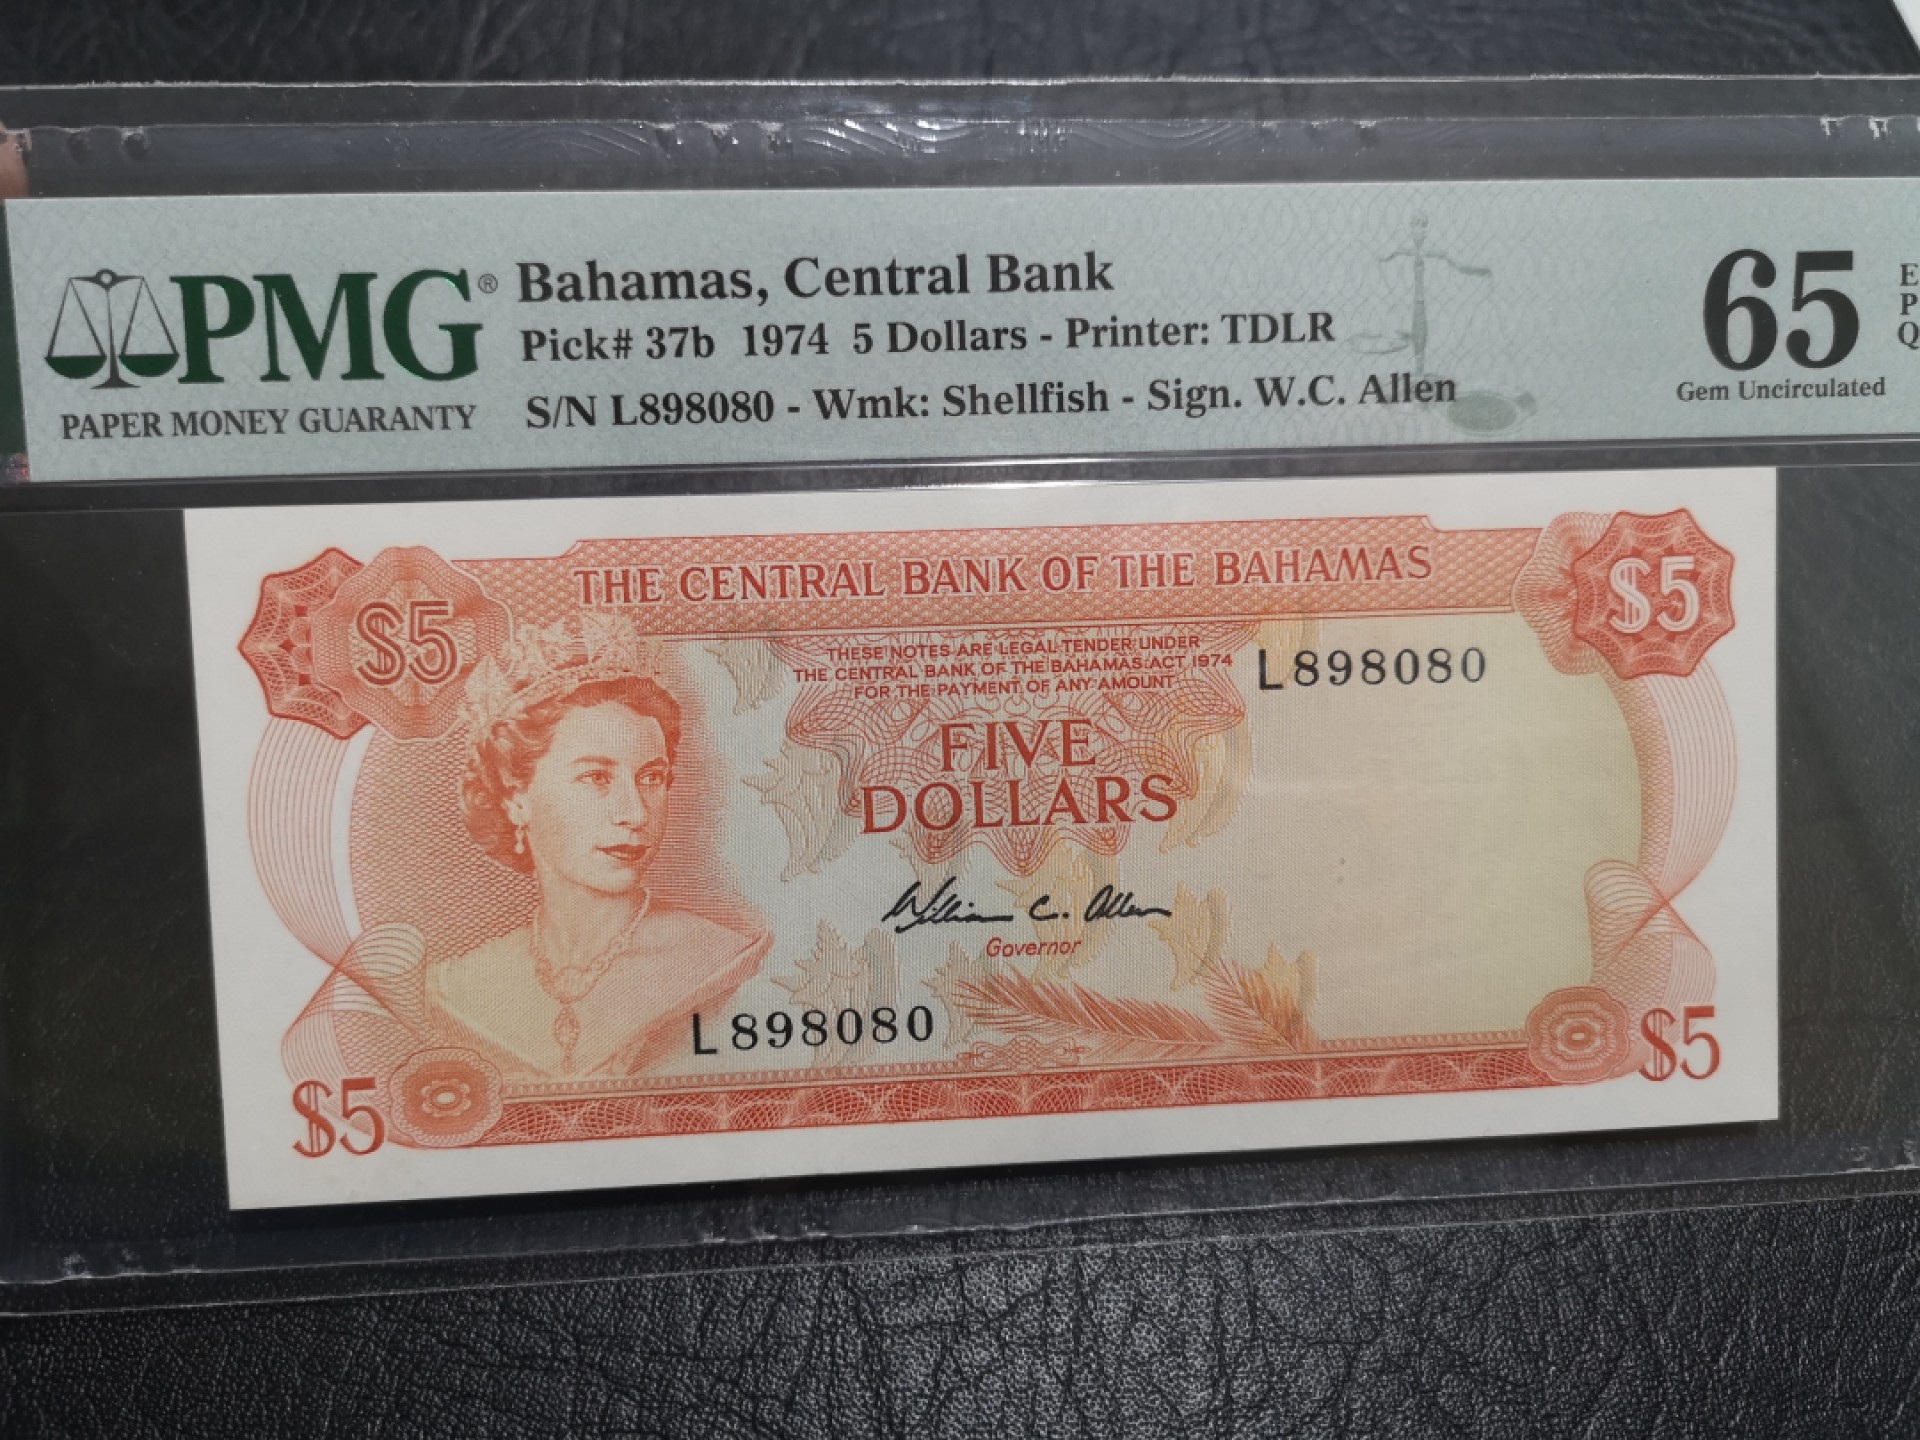 PMG®
PAPER MONEY GUARANTY
Bahamas, Central Bank
Pick# 37b 1974 5 Dollars - Printer: TDLR
S/N L898080 - Wmk: Shellfish - Sign. W.C. Allen
65
E
P
Q
Gem Uncirculated
THE CENTRAL BANK OF THE BAHAMAS
$5
$5
THESE NOTES ARE LEGAL TENDER UNDER
THE CENTRAL BANK OF THE BAHAMAS ACT 1974
FOR THE PAYMENT OF ANY AMOUNT
L898080
FIVE
DOLLARS
William C. Allen
Governor
L898080
$5
$5